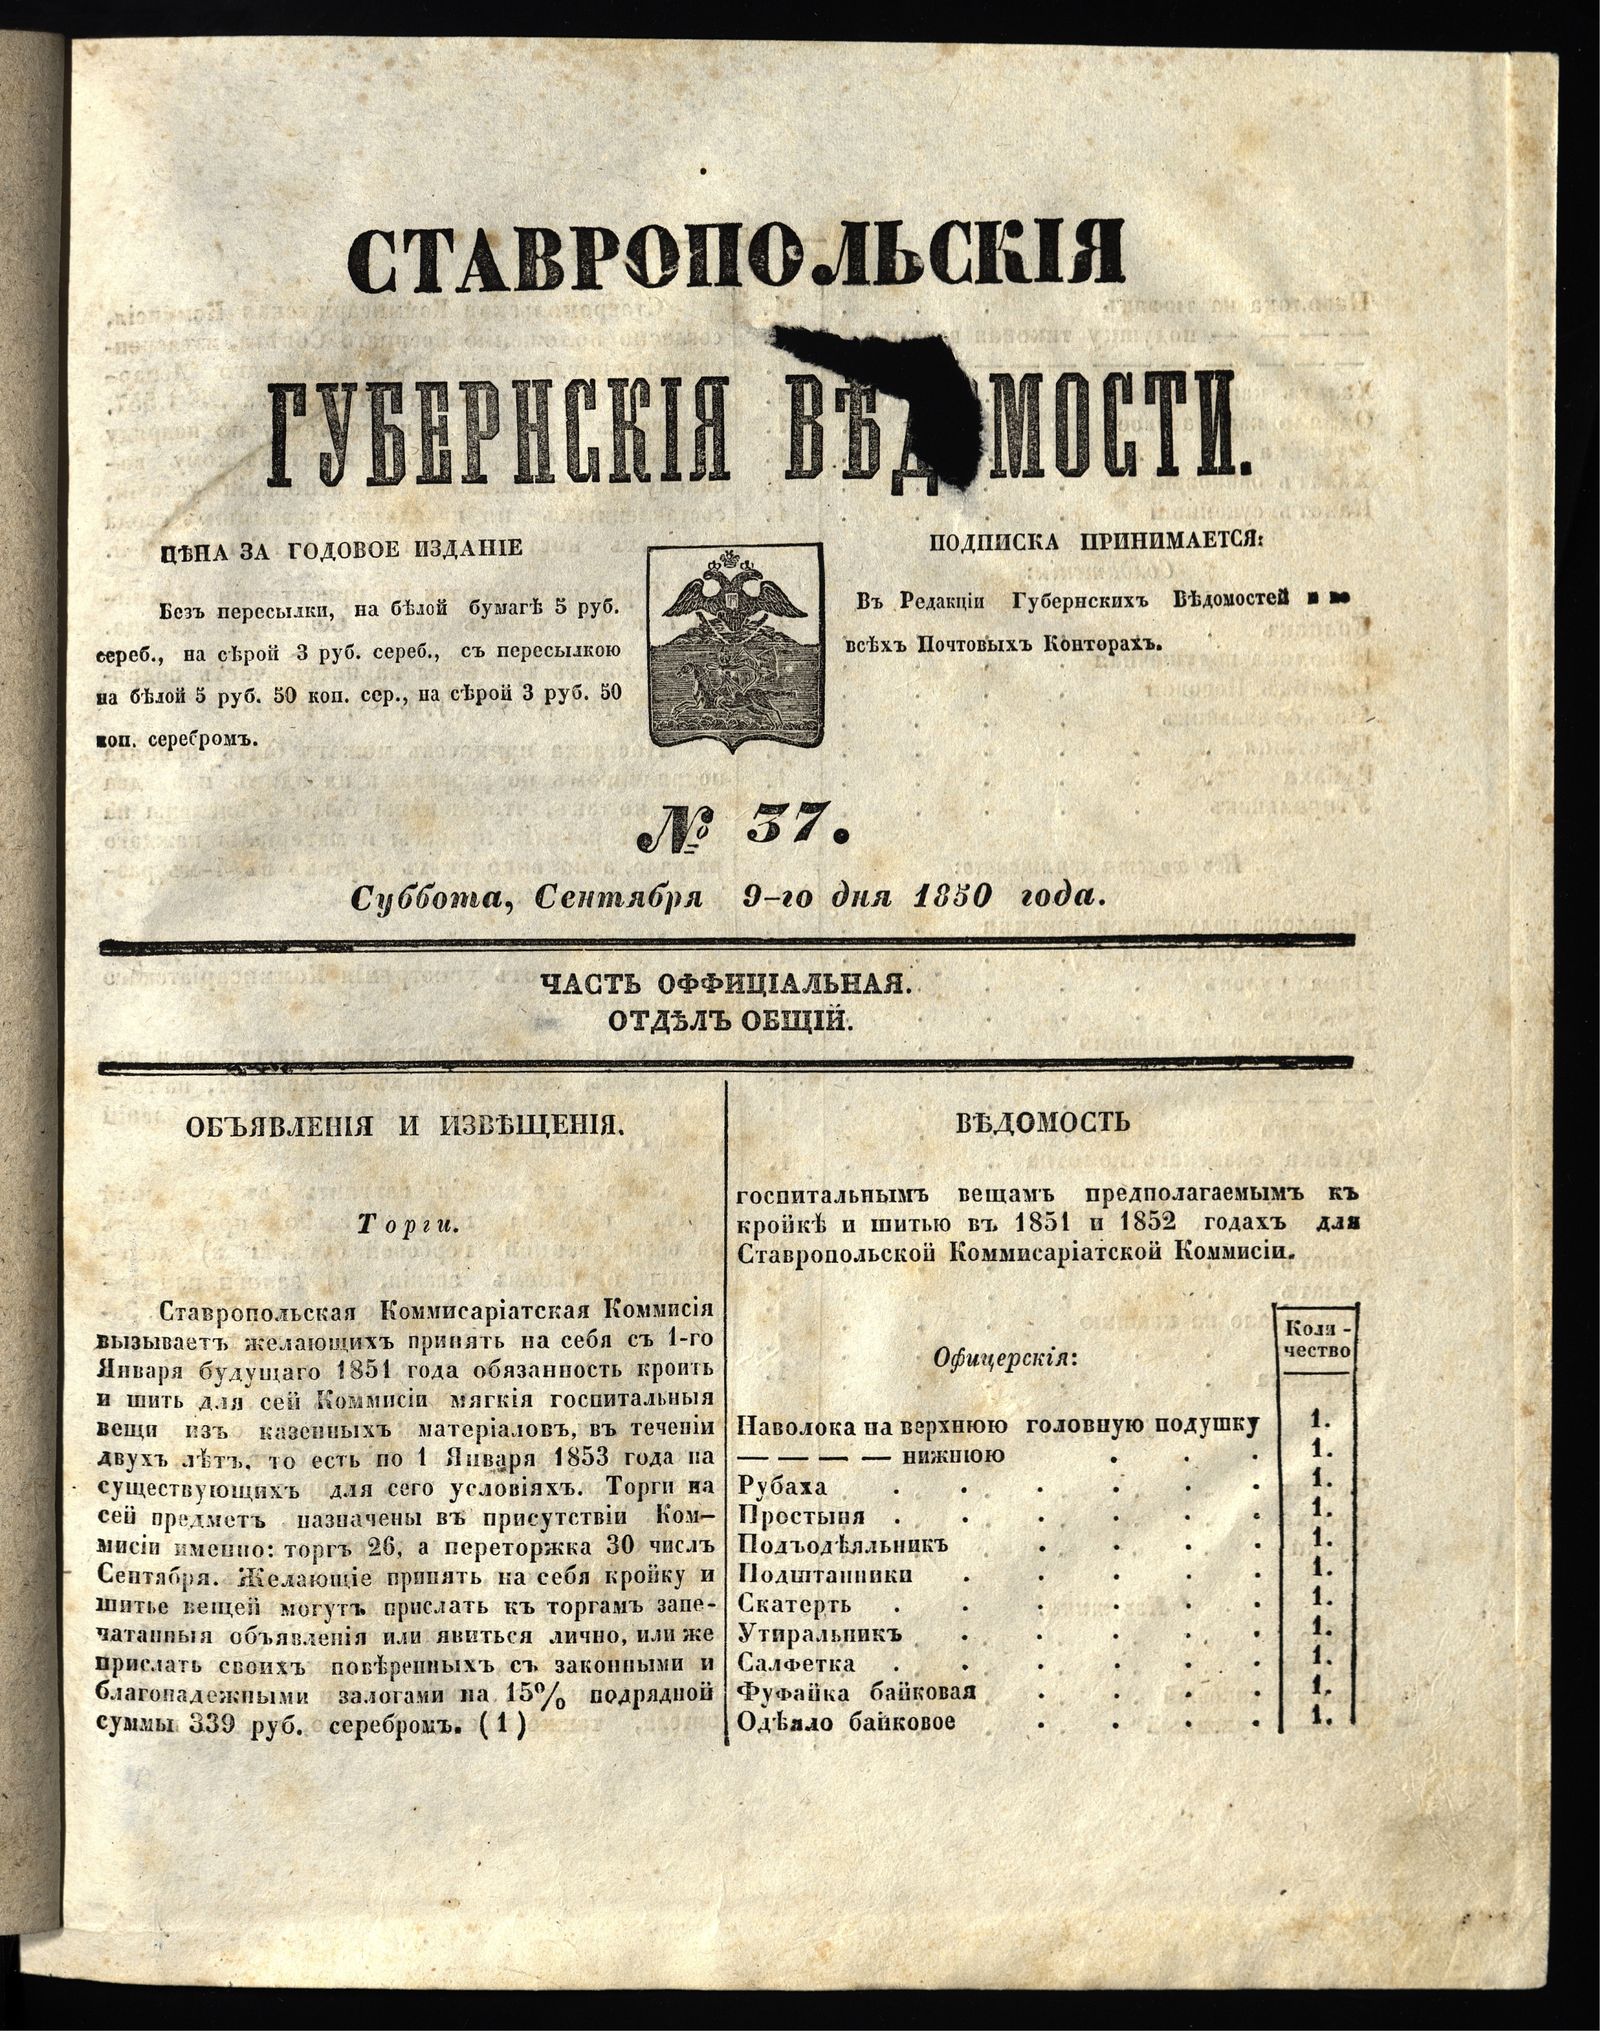 СТАВРОПОЛЬСКІЯ
ГУБЕРНСКІЯ ВѢДОМОСТИ.
ЦѢНА ЗА ГОДОВОЕ ИЗДАНІЕ
Безъ пересылки, на бѣлой бумагѣ 5 руб.
сереб., на сѣрой 3 руб. сереб., съ пересылкою
на бѣлой 5 руб. 50 коп. сер., на сѣрой 3 руб. 50
коп. серебромъ.
ПОДПИСКА ПРИНИМАЕТСЯ:
Въ Редакціи Губернскихъ Вѣдомостей и во
всѣхъ Почтовыхъ Конторахъ.
№ 37.
Суббота, Сентября 9-го дня 1850 года.
ЧАСТЬ ОФФИЦІАЛЬНАЯ.
ОТДѢЛЪ ОБЩІЙ.
ОБЪЯВЛЕНІЯ И ИЗВѢЩЕНІЯ.
Торги.
Ставропольская Коммисаріатская Коммисія
вызываетъ желающихъ принять на себя съ 1-го
Января будущаго 1851 года обязанность кроить
и шить для сей Коммисіи мягкія госпитальныя
вещи изъ казенныхъ матеріаловъ, въ теченіи
двухъ лѣтъ, то есть по 1 Января 1853 года на
существующихъ для сего условіяхъ. Торги на
сей предметъ назначены въ присутствіи Ком-
мисіи именно: торгъ 26, а переторжка 30 числъ
Сентября. Желающіе принять на себя кройку и
шитье вещей могутъ прислать къ торгамъ запе-
чатанныя объявленія или явиться лично, или же
прислать своихъ повѣренныхъ съ законными и
благонадежными залогами на 15% подрядной
суммы 339 руб. серебромъ. (1)
ВѢДОМОСТЬ
госпитальнымъ вещамъ предполагаемымъ къ
кройкѣ и шитью въ 1851 и 1852 годахъ для
Ставропольской Коммисаріатской Коммисіи.
Коли-
чество
Офицерскія:
Наволока на верхнюю головную подушку 1.
— — — — нижнюю . . . 1.
Рубаха . . . . . . 1.
Простыня . . . . . . 1.
Подъодѣяльникъ . . . . 1.
Подштанники . . . . . 1.
Скатерть . . . . . . 1.
Утиральникъ . . . . . 1.
Салфетка . . . . . . 1.
Фуфайка байковая . . . . 1.
Одѣяло байковое . . . . 1.